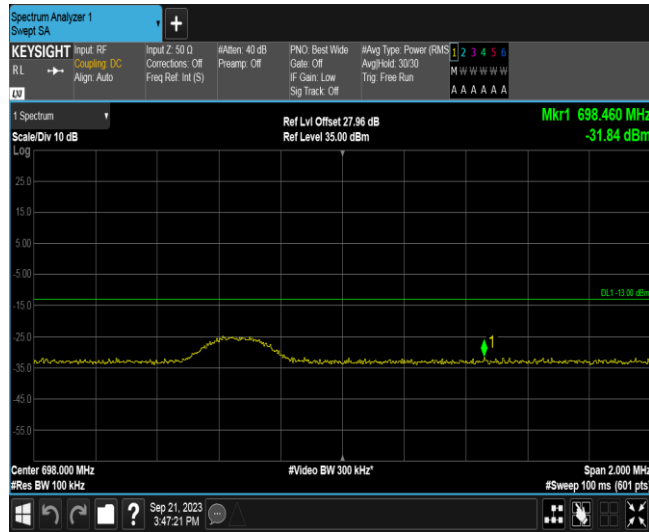 Spectrum Analyzer 1
Swept SA
+
KEYSIGHT Input: RF Input Z: 50 Ω #Atten: 40 dB PNO: Best Wide #Avg Type: Power (RMS 1 2 3 4 5 6
RL Coupling: DC Corrections: Off Preamp: Off Gate: Off Avg|Hold: 30/30 M W W W W W
Align: Auto Freq Ref: Int (S) IF Gain: Low Trig: Free Run
LXI Sig Track: Off A A A A A A
1 Spectrum Ref Lvl Offset 27.96 dB Mkr1 698.460 MHz
Scale/Div 10 dB Ref Level 35.00 dBm -31.84 dBm
Log
25.0
15.0
5.00
-5.00
DL1 -13.00 dBm
-15.0
-25.0
1
-35.0
-45.0
-55.0
Center 698.000 MHz #Video BW 300 kHz* Span 2.000 MHz
#Res BW 100 kHz #Sweep 100 ms (601 pts)
? Sep 21, 2023
3:47:21 PM